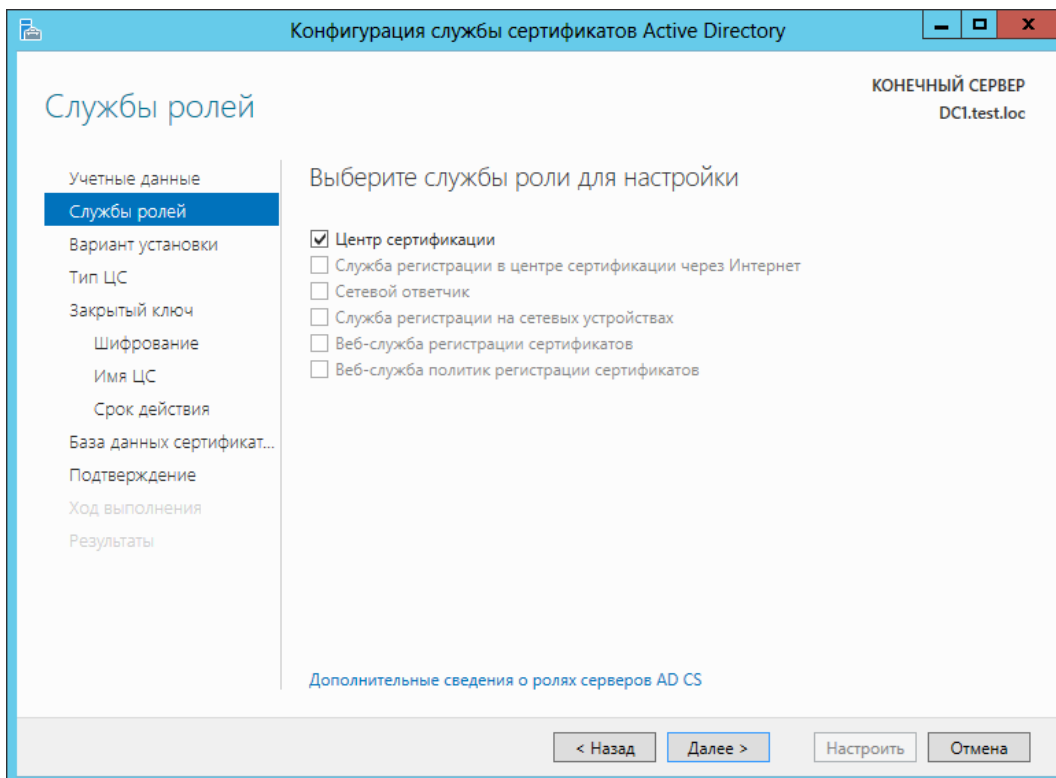 Конфигурация службы сертификатов Active Directory
КОНЕЧНЫЙ СЕРВЕР
DC1.test.loc
Службы ролей
Учетные данные
Службы ролей
Вариант установки
Тип ЦС
Закрытый ключ
Шифрование
Имя ЦС
Срок действия
База данных сертификат...
Подтверждение
Ход выполнения
Результаты
Выберите службы роли для настройки
Центр сертификации
Служба регистрации в центре сертификации через Интернет
Сетевой ответчик
Служба регистрации на сетевых устройствах
Веб-служба регистрации сертификатов
Веб-служба политик регистрации сертификатов
Дополнительные сведения о ролях серверов AD CS
< Назад
Далее >
Настроить
Отмена